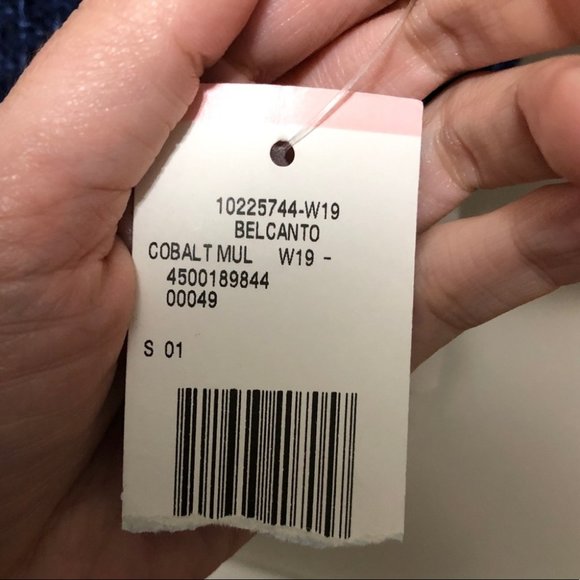 10225744-W19
BELCANTO
COBALT MUL W19 -
4500189844
00049
S 01